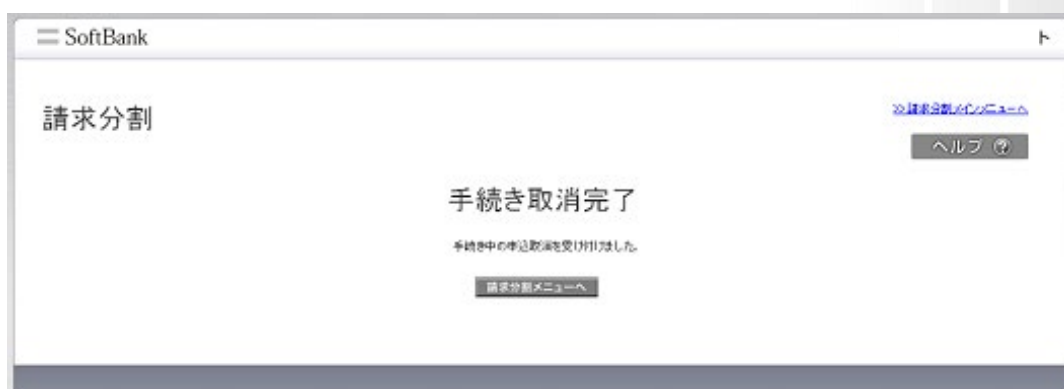 SoftBank
ト
請求分割
>> 請求分割メインメニューへ
ヘルプ ?
手続き取消完了
手続き中の申込取消を受け付けました。
請求分割メニューへ